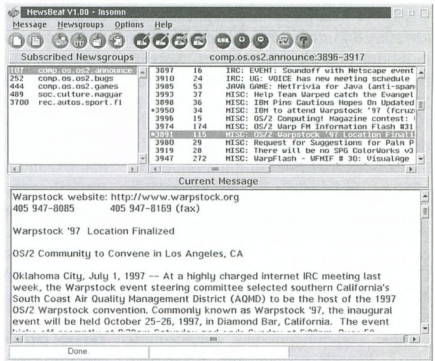 NewsBeat V1.00 - Insomn
Message Newsgroups Options Help
Subscribed Newsgroups
107 comp.os.os2.announce
252 comp.os.os2.bugs
444 comp.os.os2.games
489 soc.culture.magyar
3700 rec.autos.sport.f1
comp.os.os2.announce:3896-3917
3897 16 IRC: EVENT: Soundoff with Netscape event
3910 24 IRC: UG: VOICE has new meeting schedule
3985 53 JAVA GAME: NetTrivia for Java (anti-spam
3993 37 MISC: Help Team Warped catch the Evangel
3898 36 MISC: IBM Pins Cautious Hopes On Updated
*3950 34 MISC: IBM to attend Warpstock '97 (fcruz
3996 15 MISC: OS/2 Computing! Magazine contest:
3974 174 MISC: OS/2 Warp FM Information Flash #31
*3891 115 MISC: OS/2 Warpstock '97 Location Finali
3980 29 MISC: Request for Suggestions for Palm P
3919 28 MISC: There will be no SPG ColorWorks v3
3947 272 MISC: WarpFlash - WFMIF # 30: VisualAge
Current Message
Warpstock website: http://www.warpstock.org
405 947-8085 405 947-8169 (fax)
Warpstock '97 Location Finalized
OS/2 Community to Convene in Los Angeles, CA
Oklahoma City, July 1, 1997 -- At a highly charged internet IRC meeting last
week, the Warpstock event steering committee selected southern California's
South Coast Air Quality Management District (AQMD) to be the host of the 1997
OS/2 Warpstock convention. Commonly known as Warpstock '97, the inaugural
event will be held October 25-26, 1997, in Diamond Bar, California. The event
Done.